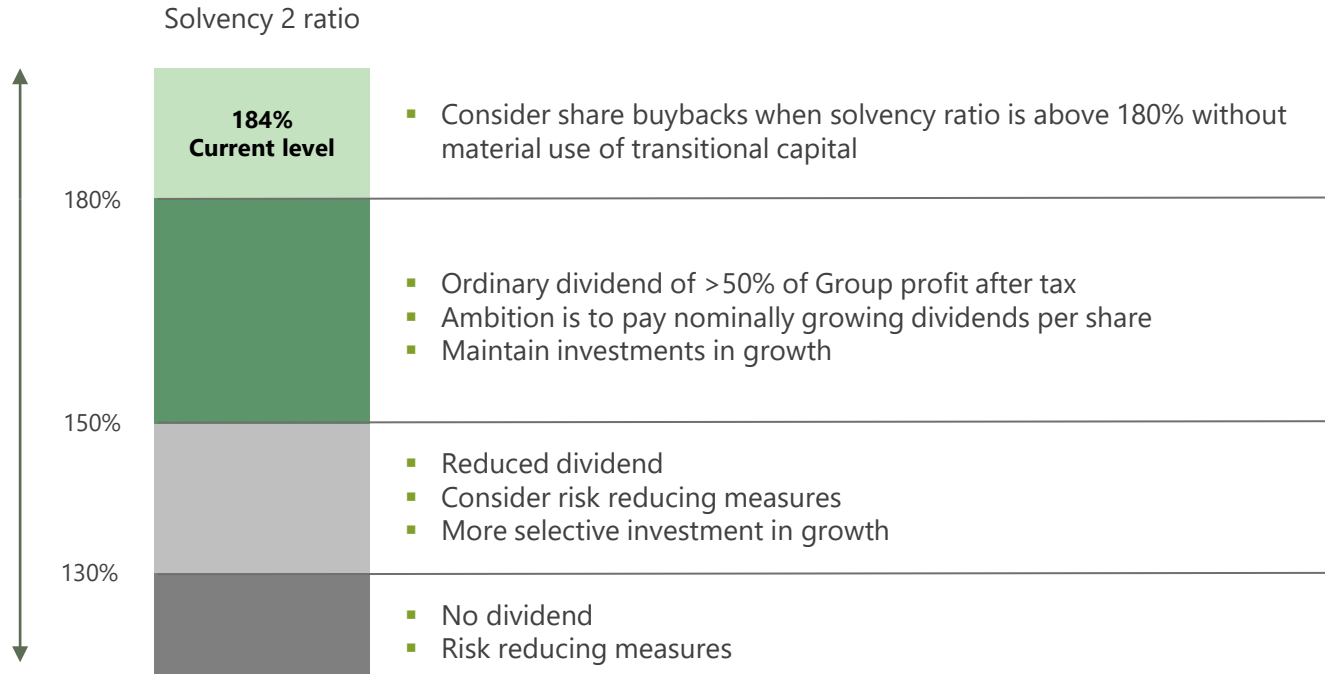 Solvency 2 ratio
184%
Current level
▪ Consider share buybacks when solvency ratio is above 180% without
material use of transitional capital
180%
▪ Ordinary dividend of >50% of Group profit after tax
▪ Ambition is to pay nominally growing dividends per share
▪ Maintain investments in growth
150%
▪ Reduced dividend
▪ Consider risk reducing measures
▪ More selective investment in growth
130%
▪ No dividend
▪ Risk reducing measures